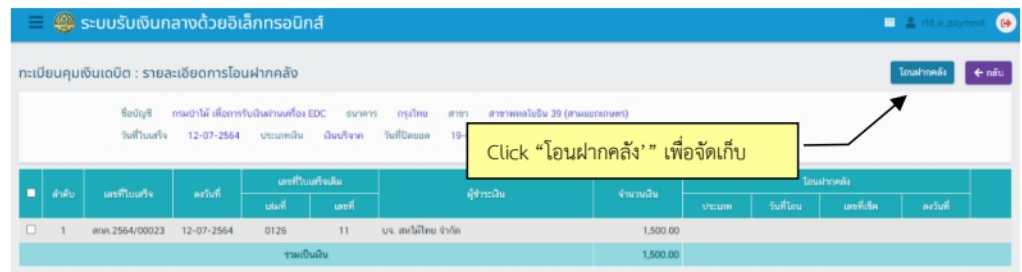 ระบบรับเงินกลางด้วยอิเล็กทรอนิกส์ rfd_e_payment
ทะเบียนคุมเงินเดบิต : รายละเอียดการโอนฝากคลัง โอนฝากคลัง กลับ
ชื่อบัญชี กรมป่าไม้ เพื่อการรับเงินผ่านเครื่อง EDC ธนาคาร กรุงไทย สาขา สาขาพหลโยธิน 39 (สามแยกเกษตร)
วันที่ใบเสร็จ 12-07-2564 ประเภทเงิน เงินบริจาค วันที่ปิดยอด 19-
Click “โอนฝากคลัง'” เพื่อจัดเก็บ
ลำดับ เลขที่ใบเสร็จ ลงวันที่ เลขที่ใบเสร็จเดิม ผู้ชำระเงิน จำนวนเงิน โอนฝากคลัง
เล่มที่ เลขที่ ประเภท วันที่โอน เลขที่เช็ค ลงวันที่
1 สกค.2564/00023 12-07-2564 0126 11 บจ. สหไม้ไทย จำกัด 1,500.00
รวมเป็นเงิน 1,500.00